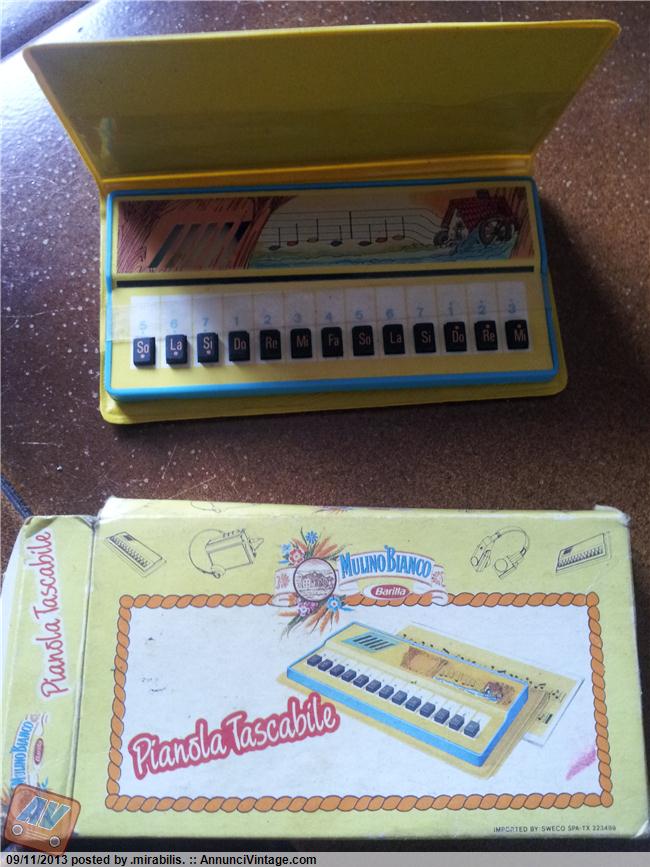 5 6 7 1 2 3 4 5 6 7 1 2 3
So La Si Do Re Mi Fa So La Si Do Re Mi
MULINO BIANCO
Barilla
Pianola Tascabile
Pianola Tascabile
MULINO BIANCO
Barilla
IMPORTED BY: SWECO SPA-TX 223499
AV
09/11/2013 posted by .mirabilis. :: AnnunciVintage.com